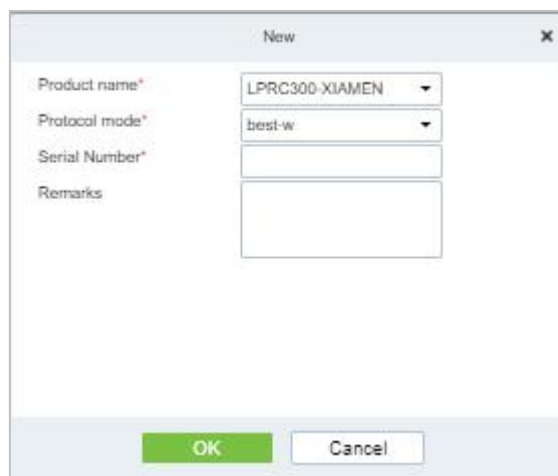 New
Product name* LPRC300-XIAMEN
Protocol mode* best-w
Serial Number*
Remarks
OK Cancel